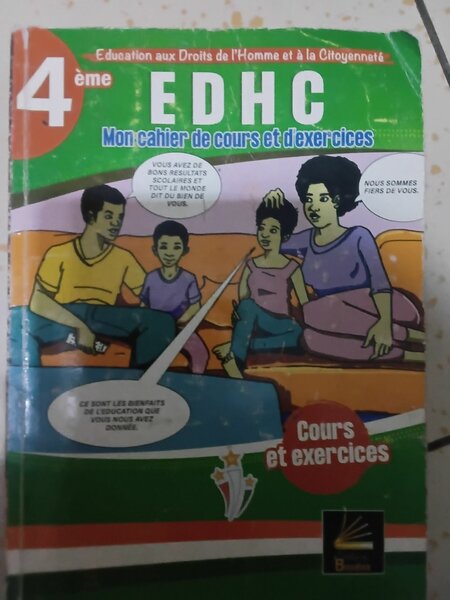 Education aux Droits de l'Homme et à la Citoyenneté
4ème
EDHC
Mon cahier de cours et d'exercices
VOUS AVEZ DE
BONS RESULTATS
SCOLAIRES ET
TOUT LE MONDE
DIT DU BIEN DE
VOUS.
NOUS SOMMES
FIERS DE VOUS.
CE SONT LES BIENFAITS
DE L'EDUCATION QUE
VOUS NOUS AVEZ
DONNÉE.
Cours
et exercices